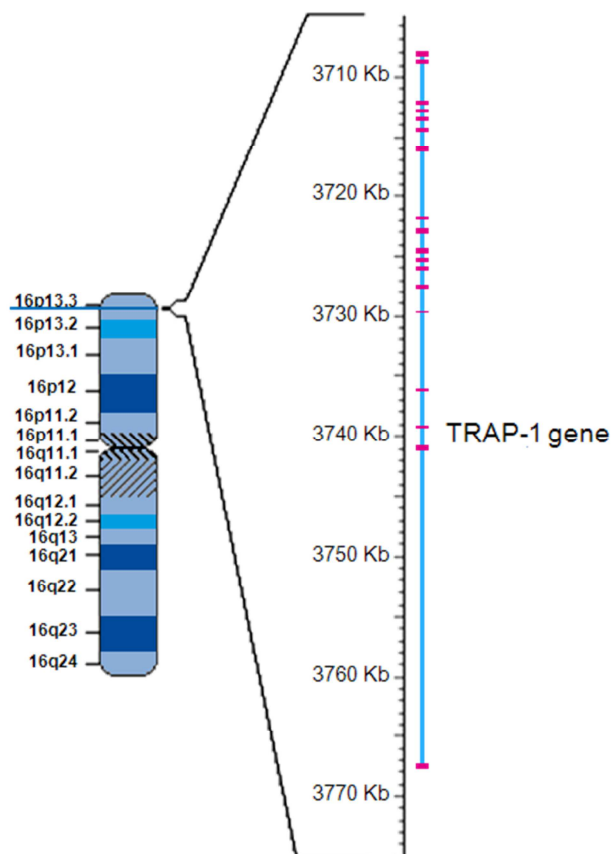 3710 Kb
3720 Kb
3730 Kb
3740 Kb
3750 Kb
3760 Kb
3770 Kb
TRAP-1 gene
16p13.3
16p13.2
16p13.1
16p12
16p11.2
16p11.1
16q11.1
16q11.2
16q12.1
16q12.2
16q13
16q21
16q22
16q23
16q24